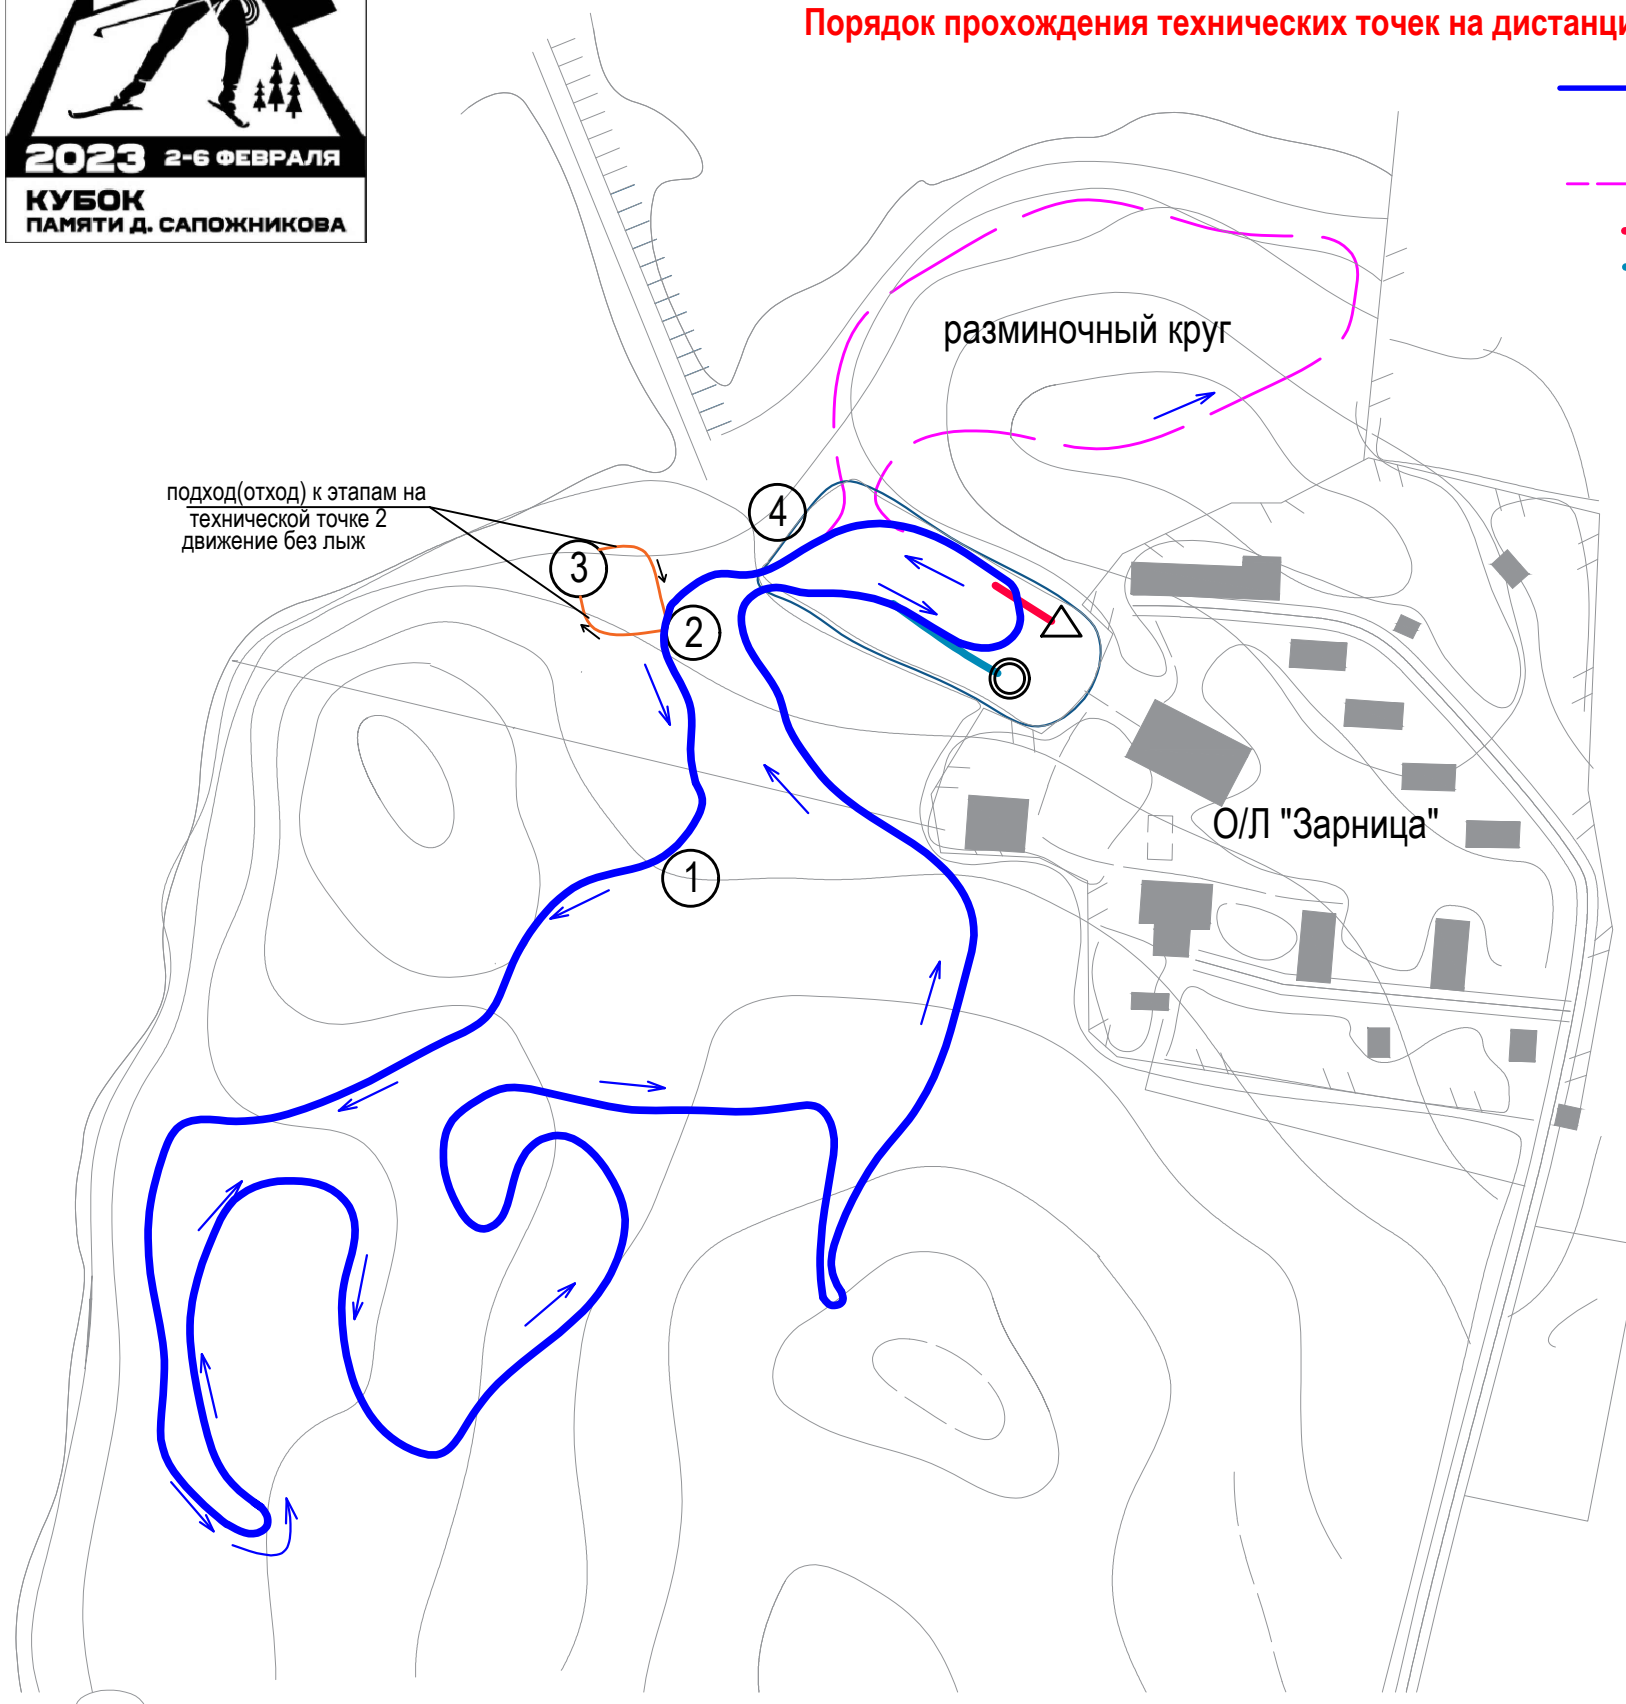 Порядок прохождения технических точек на дистанци
2023 2-6 ФЕВРАЛЯ
КУБОК
ПАМЯТИ Д. САПОЖНИКОВА
разминочный круг
подход(отход) к этапам на
технической точке 2
движение без лыж
4
3
2
О/Л "Зарница"
1